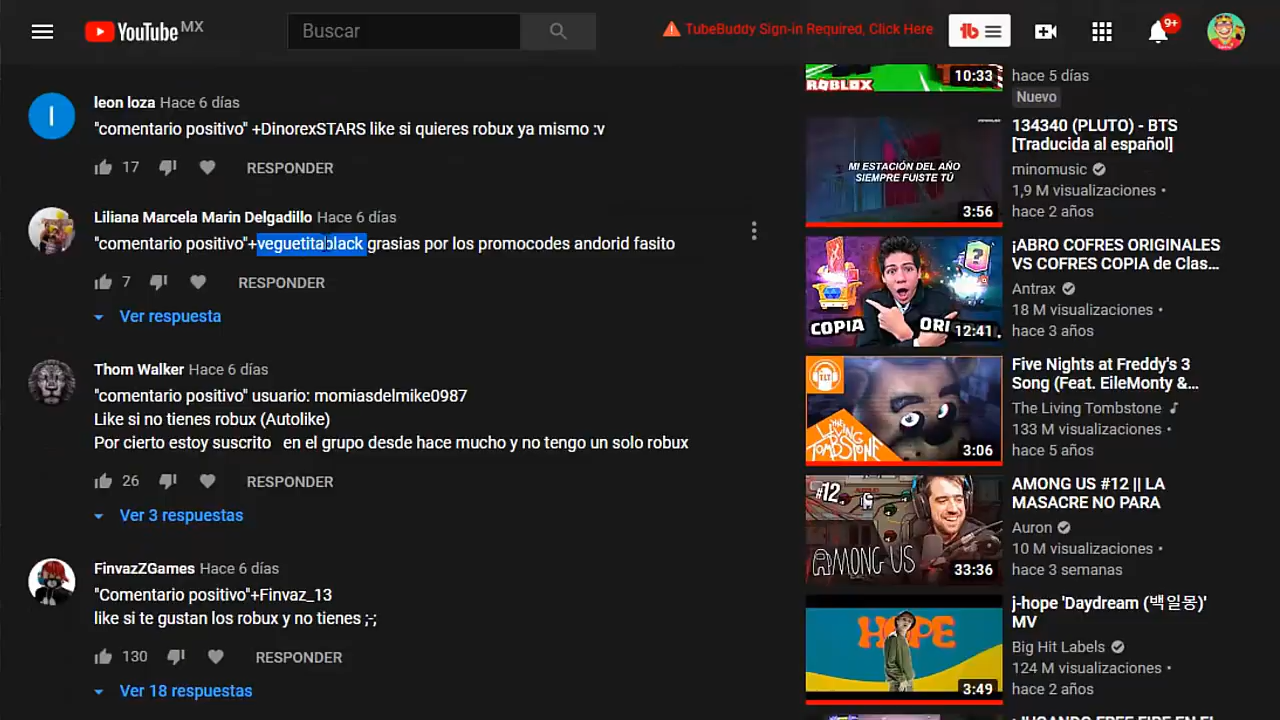 YouTube MX
Buscar
TubeBuddy Sign-in Required, Click Here
tb
9+
leon loza Hace 6 días
"comentario positivo" +DinorexSTARS like si quieres robux ya mismo :v
17
RESPONDER
Liliana Marcela Marin Delgadillo Hace 6 días
"comentario positivo"+veguetitablack grasias por los promocodes andorid fasito
7
RESPONDER
Ver respuesta
Thom Walker Hace 6 días
"comentario positivo" usuario: momiasdelmike0987
Like si no tienes robux (Autolike)
Por cierto estoy suscrito en el grupo desde hace mucho y no tengo un solo robux
26
RESPONDER
Ver 3 respuestas
FinvazZGames Hace 6 días
"Comentario positivo"+Finvaz_13
like si te gustan los robux y no tienes ;-;
130
RESPONDER
Ver 18 respuestas
ROBLOX
10:33
hace 5 días
Nuevo
MI ESTACIÓN DEL AÑO
SIEMPRE FUISTE TÚ
3:56
134340 (PLUTO) - BTS
[Traducida al español]
minomusic
1,9 M visualizaciones •
hace 2 años
COPIA
ORI
12:41
¡ABRO COFRES ORIGINALES
VS COFRES COPIA de Clas...
Antrax
18 M visualizaciones •
hace 3 años
TLT
THE
LIVING
TOMBSTONE
3:06
Five Nights at Freddy's 3
Song (Feat. EileMonty &...
The Living Tombstone
133 M visualizaciones •
hace 5 años
#12
AMONG US
33:36
AMONG US #12 || LA
MASACRE NO PARA
Auron
10 M visualizaciones •
hace 3 semanas
HOPE
3:49
j-hope 'Daydream (백일몽)'
MV
Big Hit Labels
124 M visualizaciones •
hace 2 años